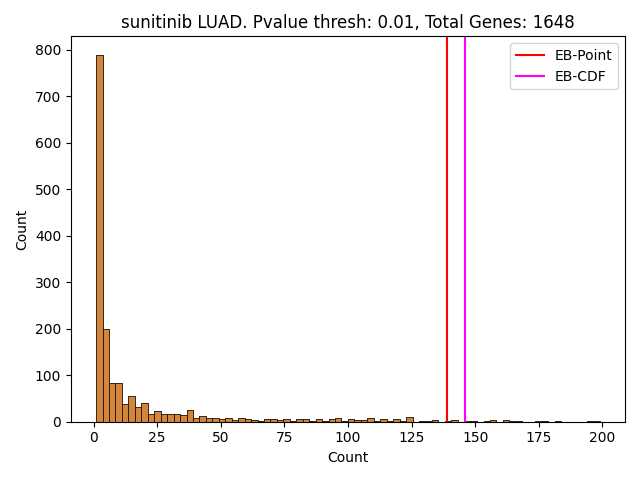 sunitinib LUAD. Pvalue thresh: 0.01, Total Genes: 1648
EB-Point
EB-CDF
800
700
600
500
400
300
200
100
0
Count
0 25 50 75 100 125 150 175 200
Count